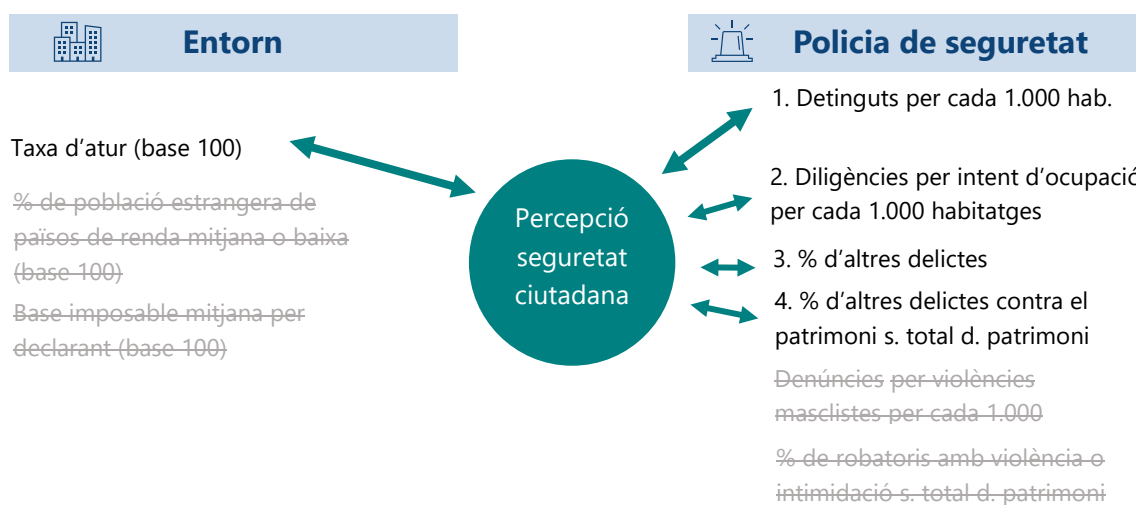 Entorn
Taxa d'atur (base 100)
% de població estrangera de
països de renda mitjana o baixa
(base 100)
Base imposable mitjana per
declarant (base 100)
Percepció
seguretat
ciutadana
Policia de seguretat
1. Detinguts per cada 1.000 hab.
2. Diligències per intent d'ocupació
per cada 1.000 habitatges
3. % d'altres delictes
4. % d'altres delictes contra el
patrimoni s. total d. patrimoni
Denúncies per violències
masclistes per cada 1.000
% de robatoris amb violència o
intimidació s. total d. patrimoni